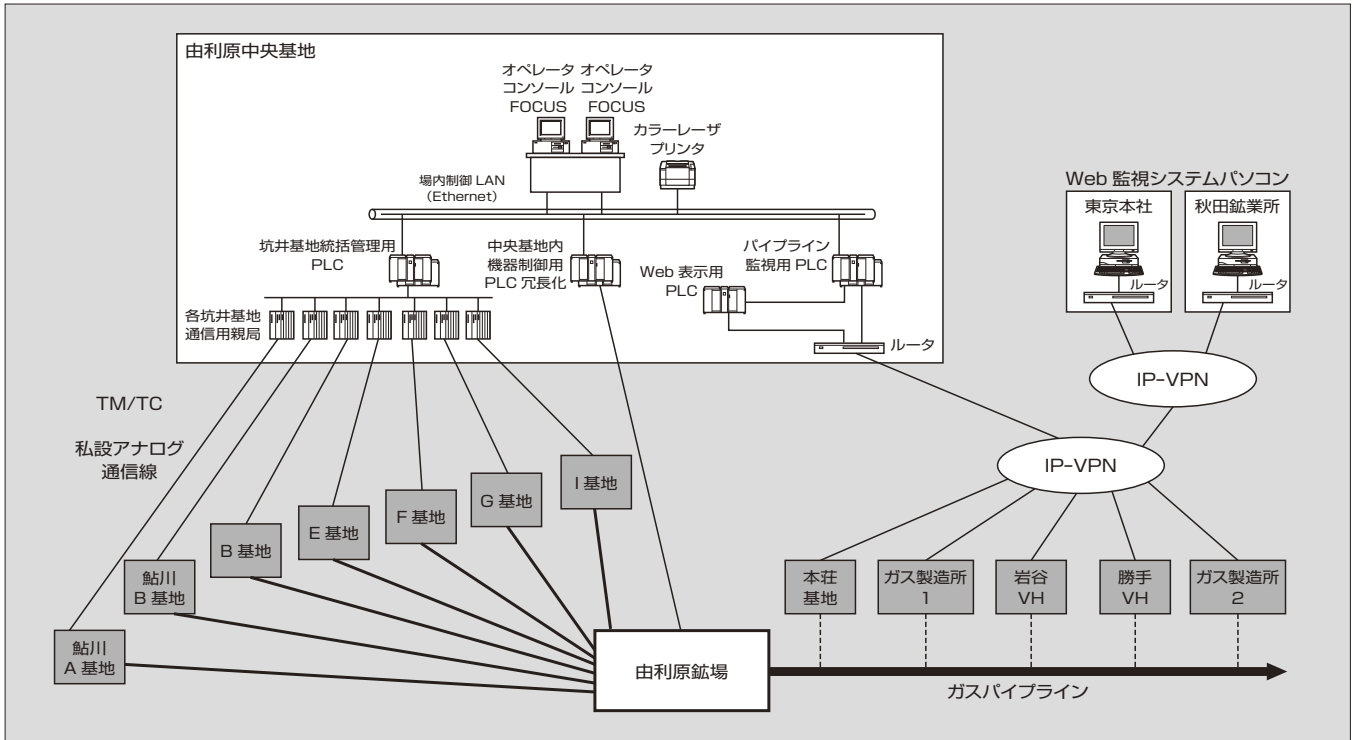 由利原中央基地
オペレータ オペレータ
コンソール コンソール
FOCUS FOCUS
カラーレーザ
プリンタ
場内制御 LAN
(Ethernet)
坑井基地統括管理用
PLC
中央基地内
機器制御用
PLC 冗長化
パイプライン
監視用 PLC
Web 表示用
PLC
各坑井基地
通信用親局
ルータ
Web 監視システムパソコン
東京本社
秋田鉱業所
ルータ
ルータ
IP-VPN
IP-VPN
TM/TC
私設アナログ
通信線
I 基地
G 基地
F 基地
E 基地
B 基地
鮎川
B 基地
鮎川
A 基地
本荘
基地
ガス製造所
1
岩谷
VH
勝手
VH
ガス製造所
2
由利原鉱場
ガスパイプライン